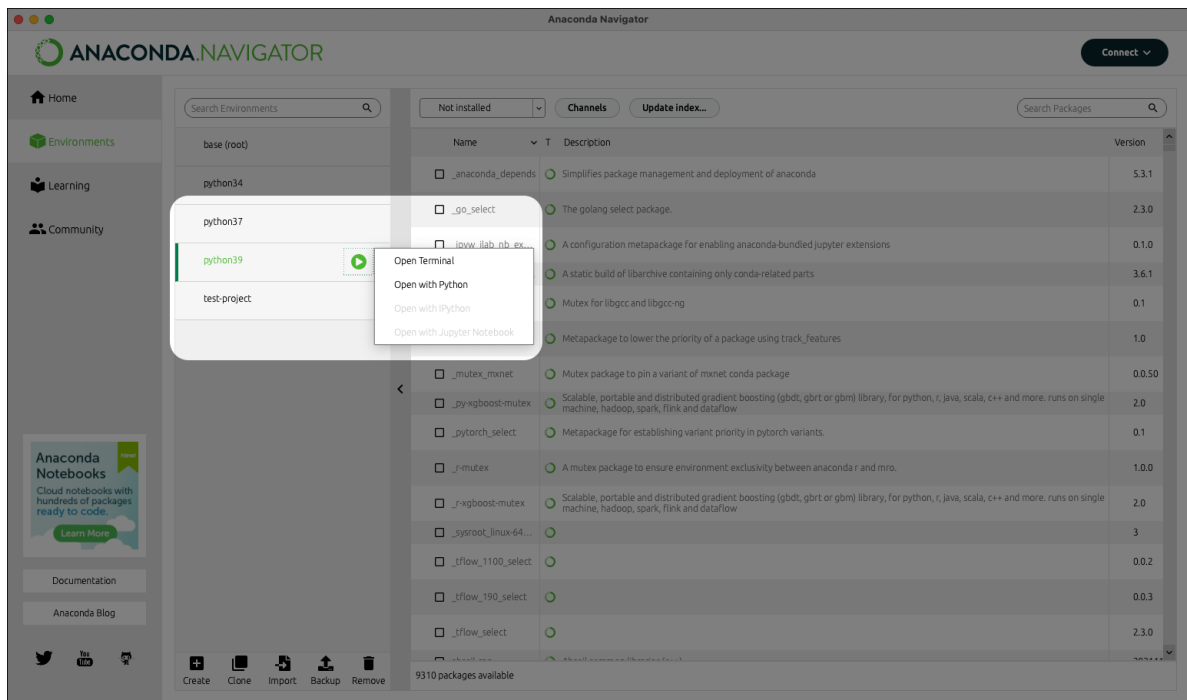 Anaconda Navigator
ANACONDA.NAVIGATOR
Connect
Home
Environments
Learning
Community
Search Environments
base (root)
python34
python37
python39
test-project
Open Terminal
Open with Python
Open with IPython
Open with Jupyter Notebook
Not installed
Channels
Update index...
Search Packages
Name T Description Version
_anaconda_depends Simplifies package management and deployment of anaconda 5.3.1
_go_select The golang select package. 2.3.0
_ipyw_jlab_nb_ex... A configuration metapackage for enabling anaconda-bundled jupyter extensions 0.1.0
A static build of libarchive containing only conda-related parts 3.6.1
Mutex for libgcc and libgcc-ng 0.1
Metapackage to lower the priority of a package using track_features 1.0
_mutex_mxnet Mutex package to pin a variant of mxnet conda package 0.0.50
_py-xgboost-mutex Scalable, portable and distributed gradient boosting (gbdt, gbrt or gbm) library, for python, r, java, scala, c++ and more. runs on single
machine, hadoop, spark, flink and dataflow 2.0
_pytorch_select Metapackage for establishing variant priority in pytorch variants. 0.1
_r-mutex A mutex package to ensure environment exclusivity between anaconda r and mro. 1.0.0
_r-xgboost-mutex Scalable, portable and distributed gradient boosting (gbdt, gbrt or gbm) library, for python, r, java, scala, c++ and more. runs on single
machine, hadoop, spark, flink and dataflow 2.0
_sysroot_linux-64... 3
_tflow_1100_select 0.0.2
_tflow_190_select 0.0.3
_tflow_select 2.3.0
9310 packages available
Anaconda
Notebooks
New!
Cloud notebooks with
hundreds of packages
ready to code.
Learn More
Documentation
Anaconda Blog
You
Tube
Create Clone Import Backup Remove